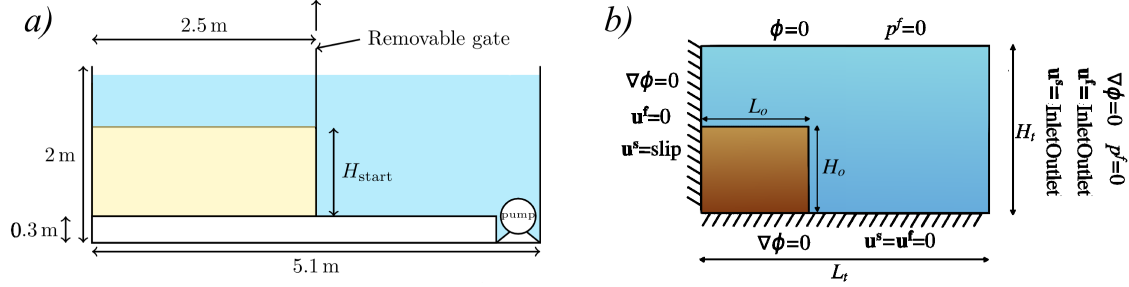 a)
2.5 m
Removable gate
2 m
H_start
0.3 m
pump
5.1 m
b)
ϕ=0
p^f=0
∇ϕ=0
u^f=0
u^s=slip
L_o
H_o
H_t
u^s= InletOutlet
u^f= InletOutlet
∇ϕ=0 p^f=0
∇ϕ=0
u^s=u^f=0
L_t